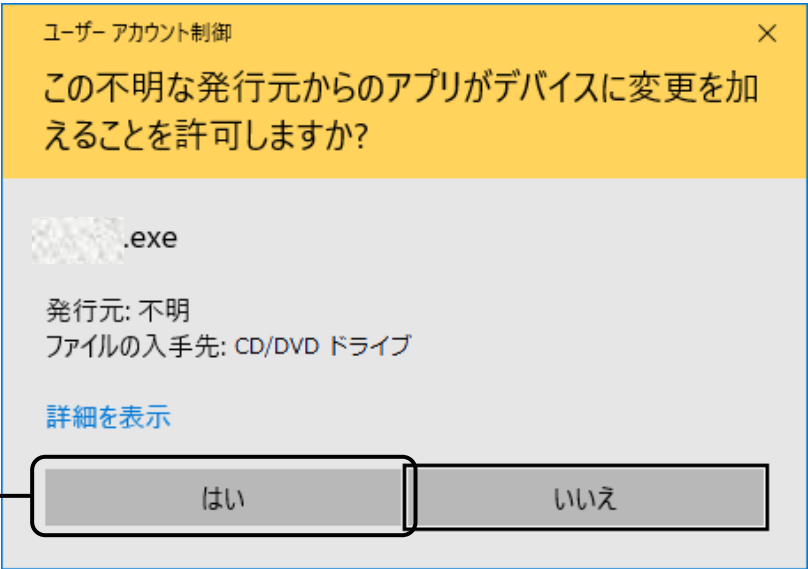 ユーザー アカウント制御
この不明な発行元からのアプリがデバイスに変更を加
えることを許可しますか?
.exe
発行元: 不明
ファイルの入手先: CD/DVD ドライブ
詳細を表示
はい
いいえ